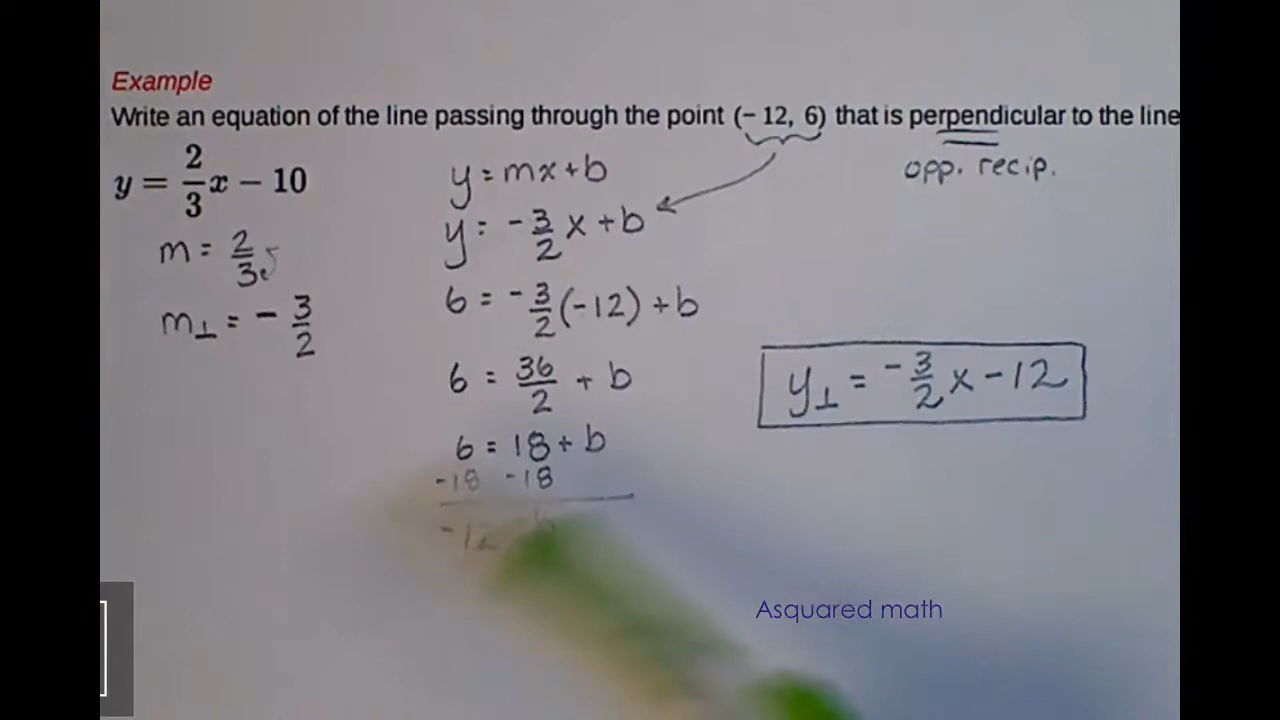 Example
Write an equation of the line passing through the point (− 12, 6) that is perpendicular to the line
y = 2/3 x − 10
opp. recip.
m = 2/3
m⊥ = - 3/2
y = mx + b
y = - 3/2 x + b
6 = - 3/2 (-12) + b
6 = 36/2 + b
6 = 18 + b
-18 -18
-12 b
y⊥ = - 3/2 x - 12
Asquared math